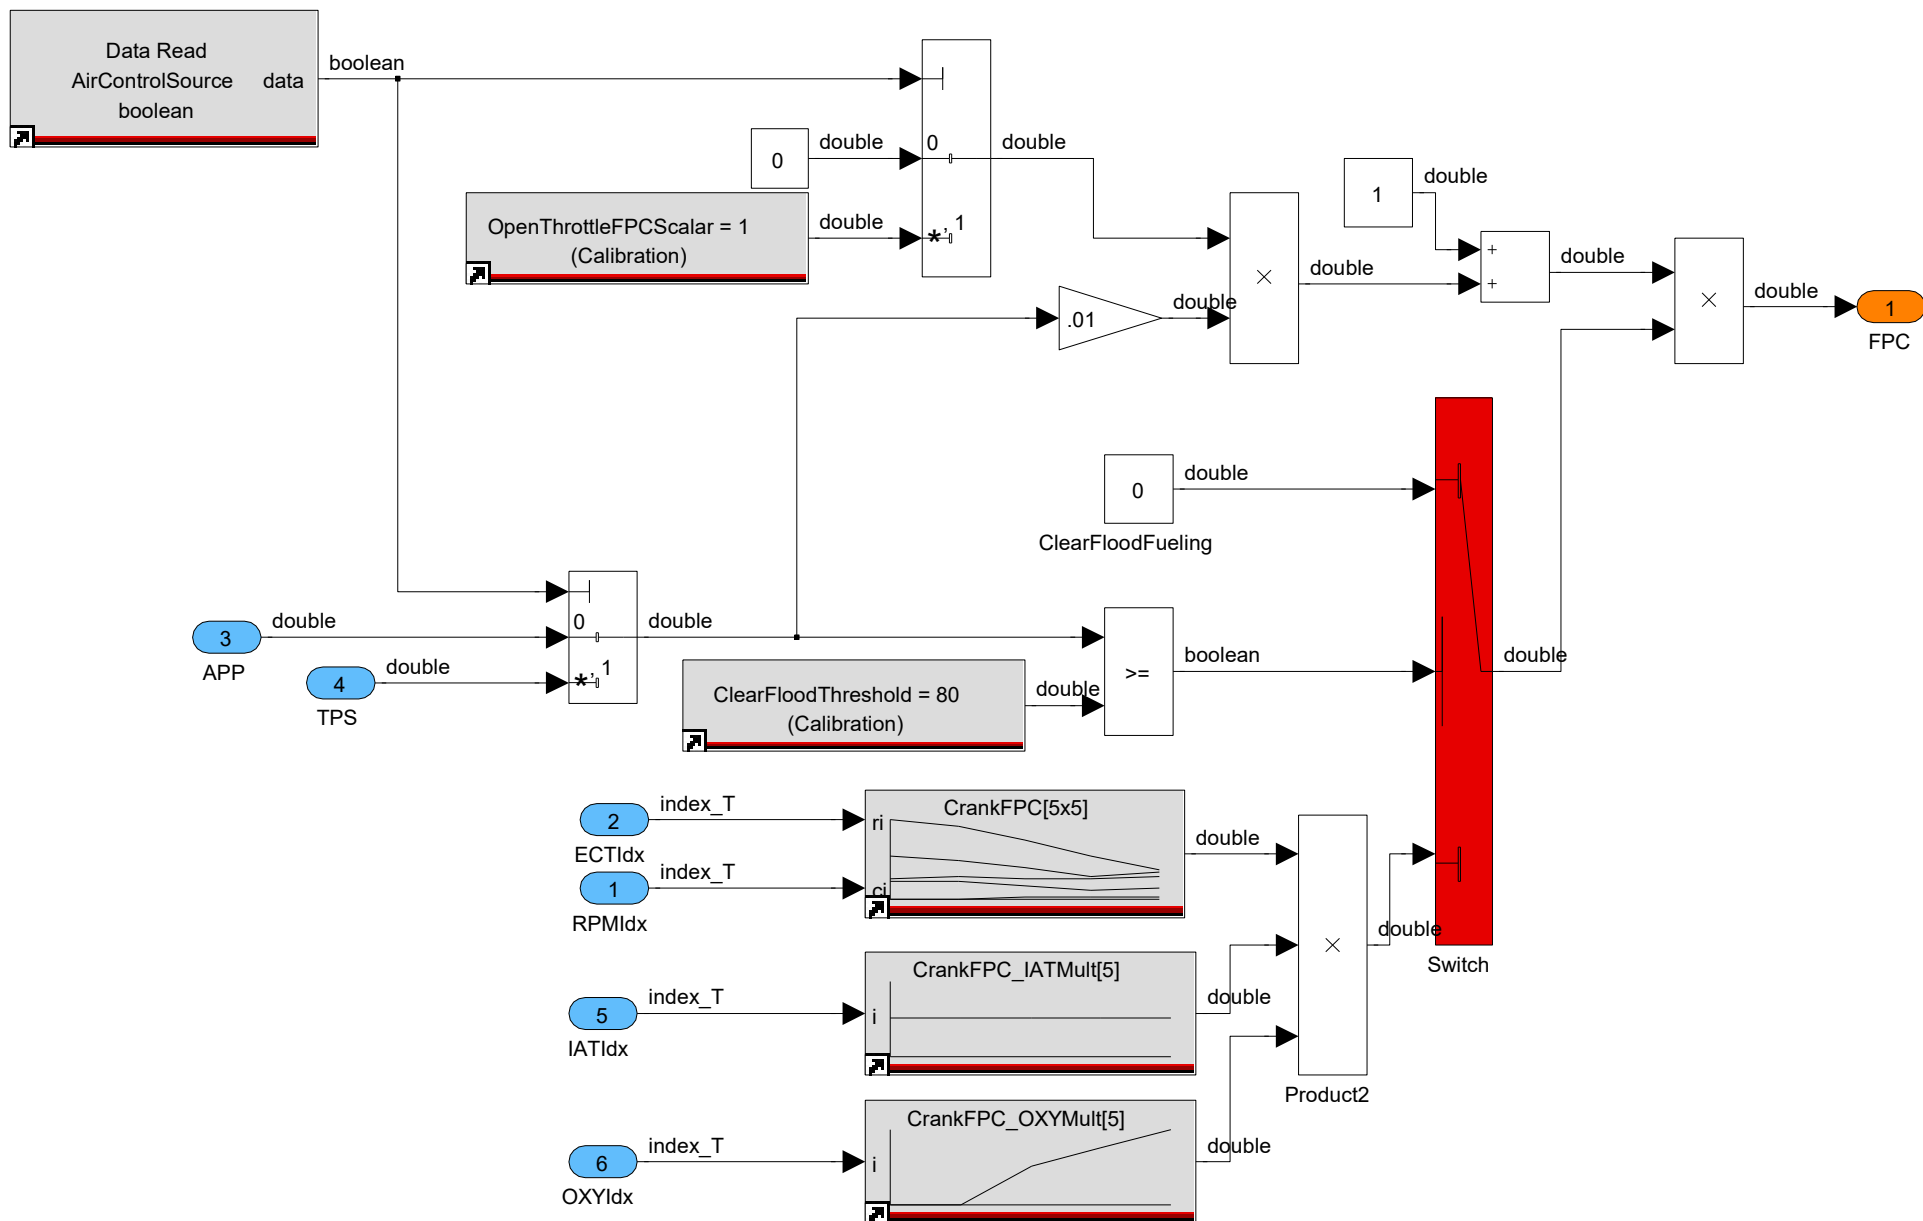 Data Read
AirControlSource data
boolean
boolean
0
double
0
double
OpenThrottleFPCScalar = 1
(Calibration)
double
*, 1
1
double
.01
double
×
double
+
+
double
×
double
1
FPC
0
double
ClearFloodFueling
3
APP
double
0
double
4
TPS
double
*, 1
ClearFloodThreshold = 80
(Calibration)
double
>=
boolean
double
2
ECTIdx
index_T
ri
CrankFPC[5x5]
double
1
RPMIdx
index_T
ci
5
IATIdx
index_T
i
CrankFPC_IATMult[5]
double
×
double
Product2
Switch
6
OXYIdx
index_T
i
CrankFPC_OXYMult[5]
double